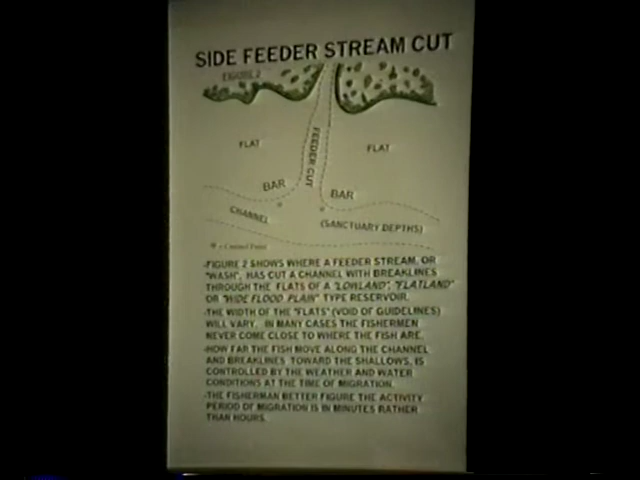 SIDE FEEDER STREAM CUT
FIGURE 2
FLAT
FEEDER CUT
FLAT
BAR
BAR
CHANNEL
(SANCTUARY DEPTHS)
= Contact Point
-FIGURE 2 SHOWS WHERE A FEEDER STREAM, OR
"WASH", HAS CUT A CHANNEL WITH BREAKLINES
THROUGH THE FLATS OF A "LOWLAND", "FLATLAND"
OR "WIDE FLOOD PLAIN" TYPE RESERVOIR.
-THE WIDTH OF THE "FLATS" (VOID OF GUIDELINES)
WILL VARY. IN MANY CASES THE FISHERMEN
NEVER COME CLOSE TO WHERE THE FISH ARE.
-HOW FAR THE FISH MOVE ALONG THE CHANNEL
AND BREAKLINES TOWARD THE SHALLOWS, IS
CONTROLLED BY THE WEATHER AND WATER
CONDITIONS AT THE TIME OF MIGRATION.
-THE FISHERMAN BETTER FIGURE THE ACTIVITY
PERIOD OF MIGRATION IS IN MINUTES RATHER
THAN HOURS.